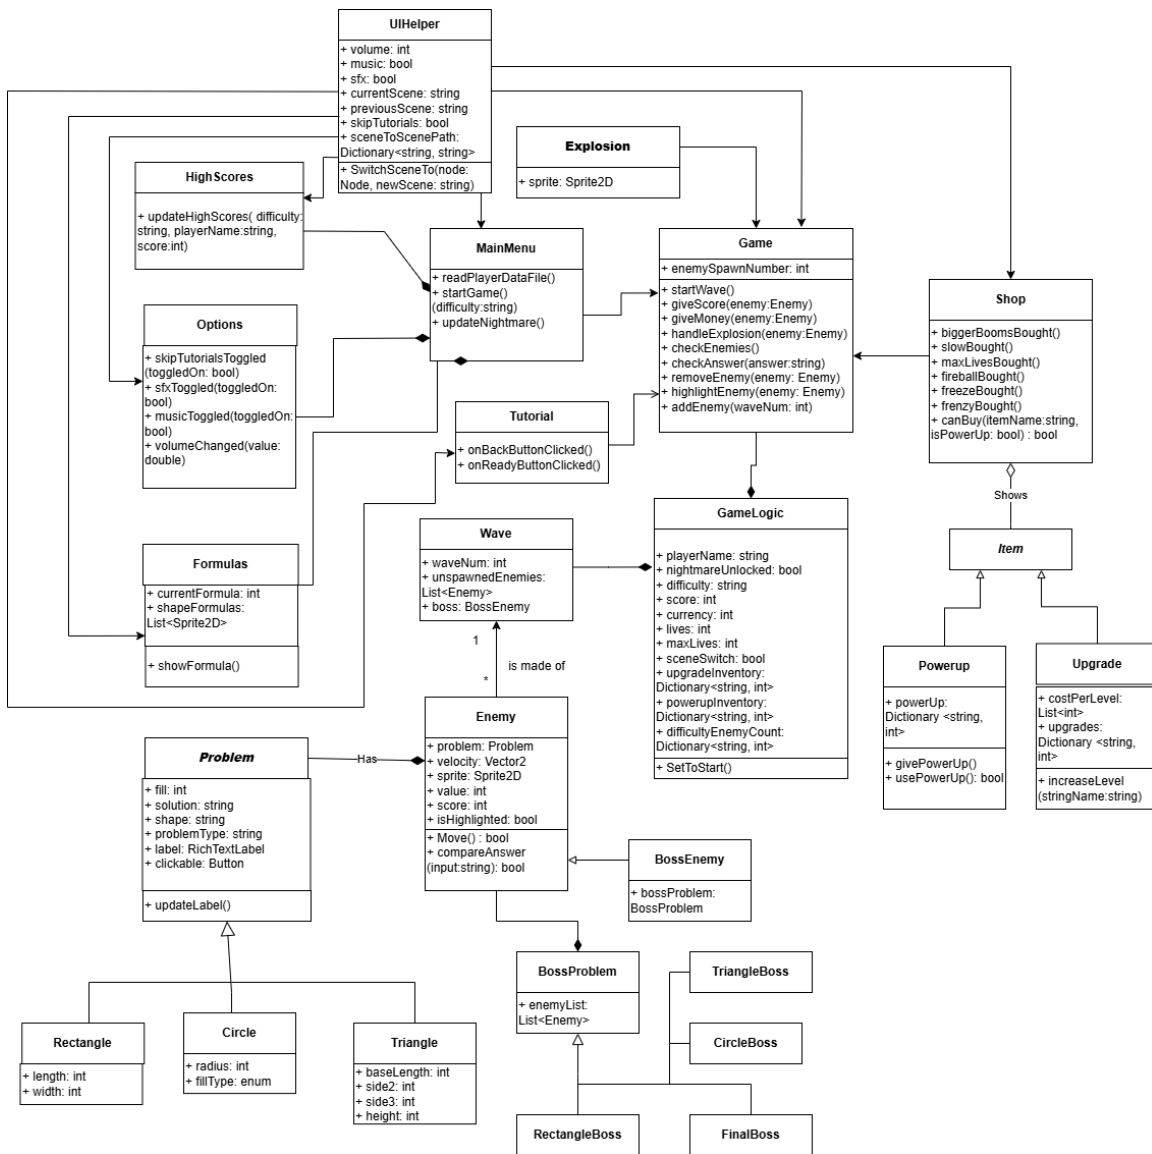 UIHelper
+ volume: int
+ music: bool
+ sfx: bool
+ currentScene: string
+ previousScene: string
+ skipTutorials: bool
+ sceneToScenePath:
Dictionary<string, string>
+ SwitchSceneTo(node:
Node, newScene: string)
Explosion
+ sprite: Sprite2D
HighScores
+ updateHighScores( difficulty:
string, playerName:string,
score:int)
MainMenu
+ readPlayerDataFile()
+ startGame()
(difficulty:string)
+ updateNightmare()
Game
+ enemySpawnNumber: int
+ startWave()
+ giveScore(enemy:Enemy)
+ giveMoney(enemy:Enemy)
+ handleExplosion(enemy:Enemy)
+ checkEnemies()
+ checkAnswer(answer:string)
+ removeEnemy(enemy: Enemy)
+ highlightEnemy(enemy: Enemy)
+ addEnemy(waveNum: int)
Shop
+ biggerBoomsBought()
+ slowBought()
+ maxLivesBought()
+ fireballBought()
+ freezeBought()
+ frenzyBought()
+ canBuy(itemName:string,
isPowerUp: bool) : bool
Options
+ skipTutorialsToggled
(toggledOn: bool)
+ sfxToggled(toggledOn:
bool)
+ musicToggled(toggledOn:
bool)
+ volumeChanged(value:
double)
Tutorial
+ onBackButtonClicked()
+ onReadyButtonClicked()
Shows
Item
Formulas
+ currentFormula: int
+ shapeFormulas:
List<Sprite2D>
+ showFormula()
Wave
+ waveNum: int
+ unspawnedEnemies:
List<Enemy>
+ boss: BossEnemy
GameLogic
+ playerName: string
+ nightmareUnlocked: bool
+ difficulty: string
+ score: int
+ currency: int
+ lives: int
+ maxLives: int
+ sceneSwitch: bool
+ upgradeInventory:
Dictionary<string, int>
+ powerupInventory:
Dictionary<string, int>
+ difficultyEnemyCount:
Dictionary<string, int>
+ SetToStart()
1
is made of
*
Powerup
+ powerUp:
Dictionary <string,
int>
+ givePowerUp()
+ usePowerUp(): bool
Upgrade
+ costPerLevel:
List<int>
+ upgrades:
Dictionary <string,
int>
+ increaseLevel
(stringName:string)
Problem
+ fill: int
+ solution: string
+ shape: string
+ problemType: string
+ label: RichTextLabel
+ clickable: Button
+ updateLabel()
Has
Enemy
+ problem: Problem
+ velocity: Vector2
+ sprite: Sprite2D
+ value: int
+ score: int
+ isHighlighted: bool
+ Move() : bool
+ compareAnswer
(input:string): bool
BossEnemy
+ bossProblem:
BossProblem
BossProblem
+ enemyList:
List<Enemy>
TriangleBoss
CircleBoss
Rectangle
+ length: int
+ width: int
Circle
+ radius: int
+ fillType: enum
Triangle
+ baseLength: int
+ side2: int
+ side3: int
+ height: int
RectangleBoss
FinalBoss